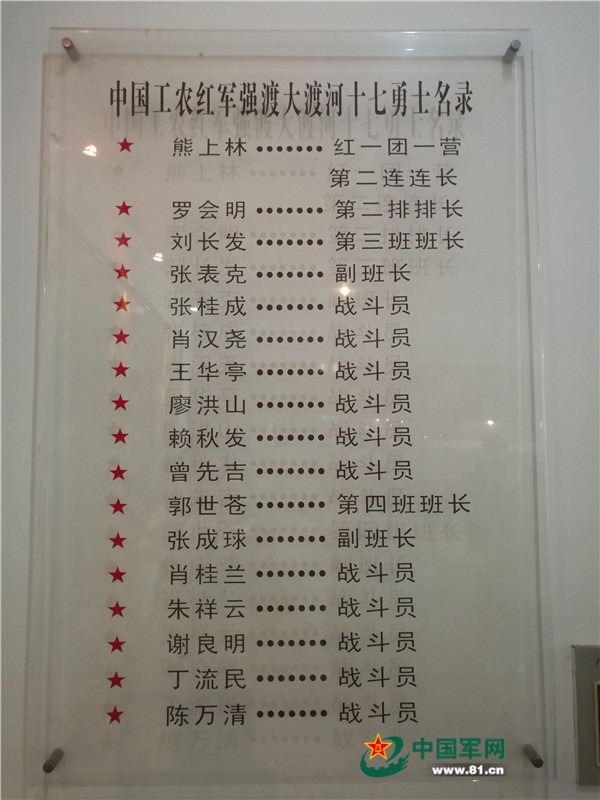 中国工农红军强渡大渡河十七勇士名录
★ 熊上林 ••••••• 红一团一营
第二连连长
★ 罗会明 ••••••• 第二排排长
★ 刘长发 ••••••• 第三班班长
★ 张表克 ••••••• 副班长
★ 张桂成 ••••••• 战斗员
★ 肖汉尧 ••••••• 战斗员
★ 王华亭 ••••••• 战斗员
★ 廖洪山 ••••••• 战斗员
★ 赖秋发 ••••••• 战斗员
★ 曾先吉 ••••••• 战斗员
★ 郭世苍 ••••••• 第四班班长
★ 张成球 ••••••• 副班长
★ 肖桂兰 ••••••• 战斗员
★ 朱祥云 ••••••• 战斗员
★ 谢良明 ••••••• 战斗员
★ 丁流民 ••••••• 战斗员
★ 陈万清 ••••••• 战斗员
中国军网
www.81.cn